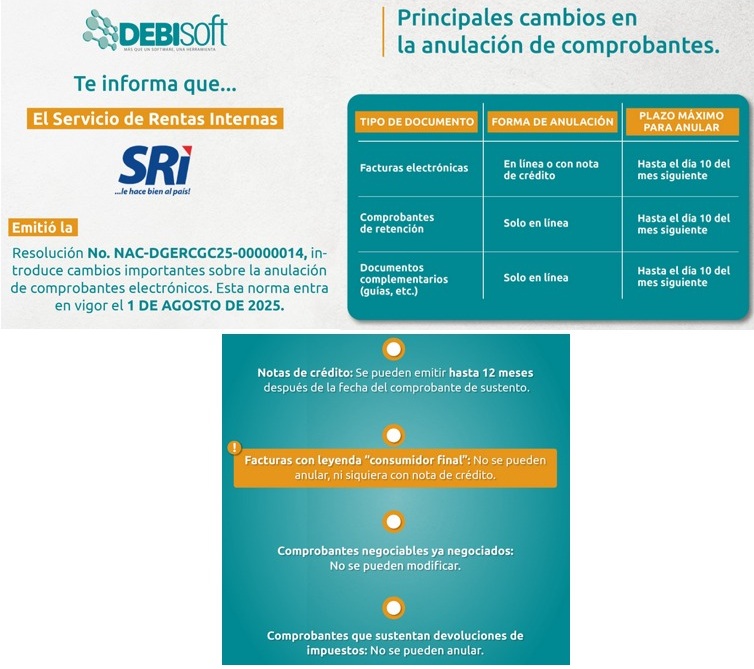 DEBISoft
MÁS QUE UN SOFTWARE, UNA HERRAMIENTA
Te informa que...
El Servicio de Rentas Internas
SRi
...le hace bien al país!
Emitió la
Resolución No. NAC-DGERCGC25-00000014, in-
troduce cambios importantes sobre la anulación
de comprobantes electrónicos. Esta norma entra
en vigor el 1 DE AGOSTO DE 2025.
Principales cambios en
la anulación de comprobantes.
TIPO DE DOCUMENTO FORMA DE ANULACIÓN PLAZO MÁXIMO
PARA ANULAR
Facturas electrónicas
En línea o con nota
de crédito
Hasta el día 10 del
mes siguiente
Comprobantes
de retención
Solo en línea
Hasta el día 10 del
mes siguiente
Documentos
complementarios
(guías, etc.)
Solo en línea
Hasta el día 10 del
mes siguiente
Notas de crédito: Se pueden emitir hasta 12 meses
después de la fecha del comprobante de sustento.
!
Facturas con leyenda "consumidor final": No se pueden
anular, ni siquiera con nota de crédito.
Comprobantes negociables ya negociados:
No se pueden modificar.
Comprobantes que sustentan devoluciones de
impuestos: No se pueden anular.